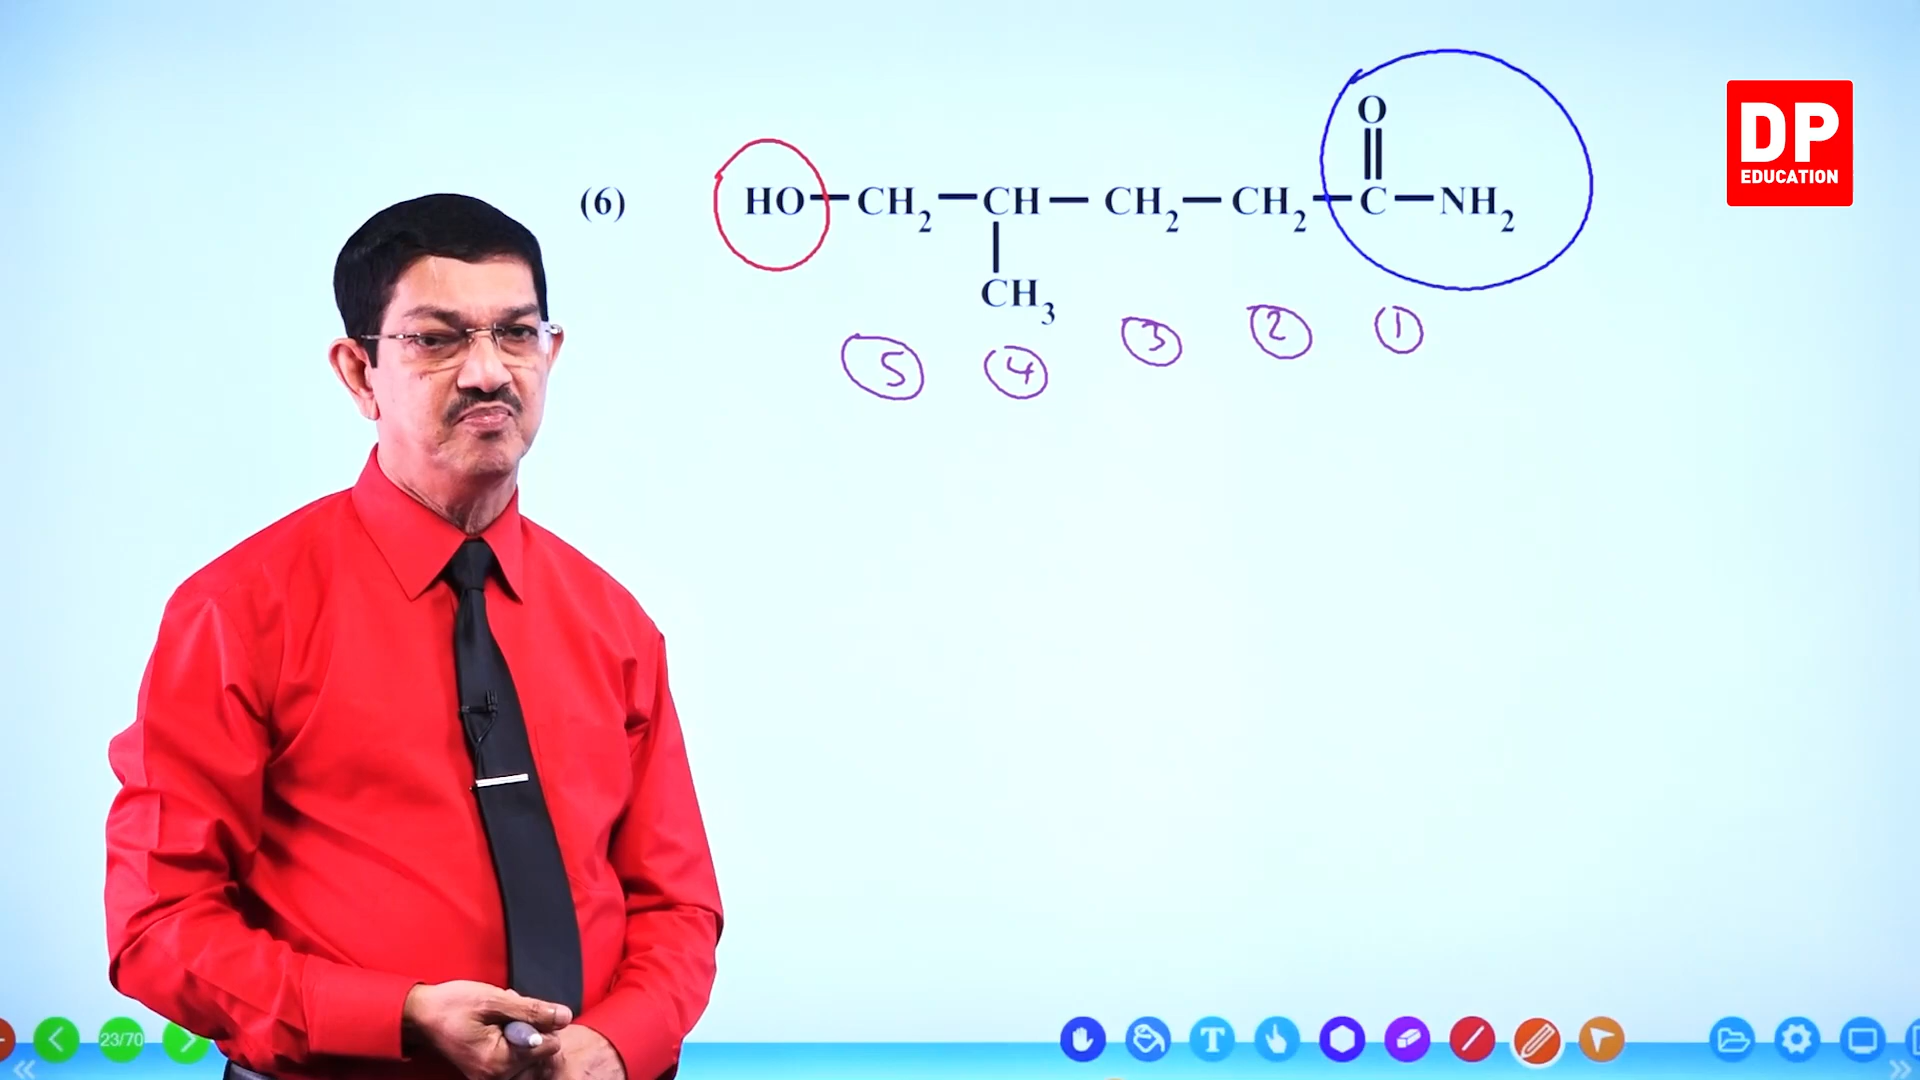 DP
EDUCATION
O
(6) HO—CH₂—CH—CH₂—CH₂—C—NH₂
CH₃
5 4 3 2 1
23/70
T